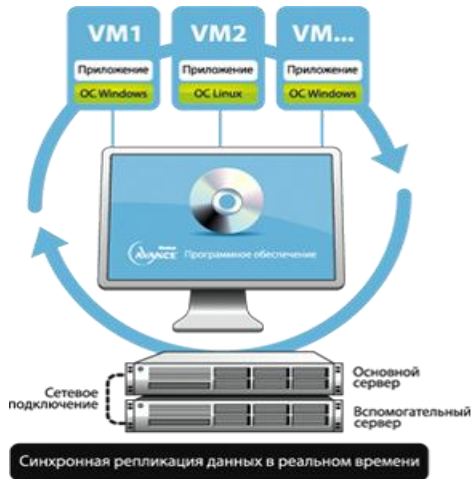 VM1 VM2 VM...
Приложение Приложение Приложение
ОС Windows ОС Linux ОС Windows
AVANCE Программное обеспечение
Основной
сервер
Сетевое
подключение
Вспомогательный
сервер
Синхронная репликация данных в реальном времени